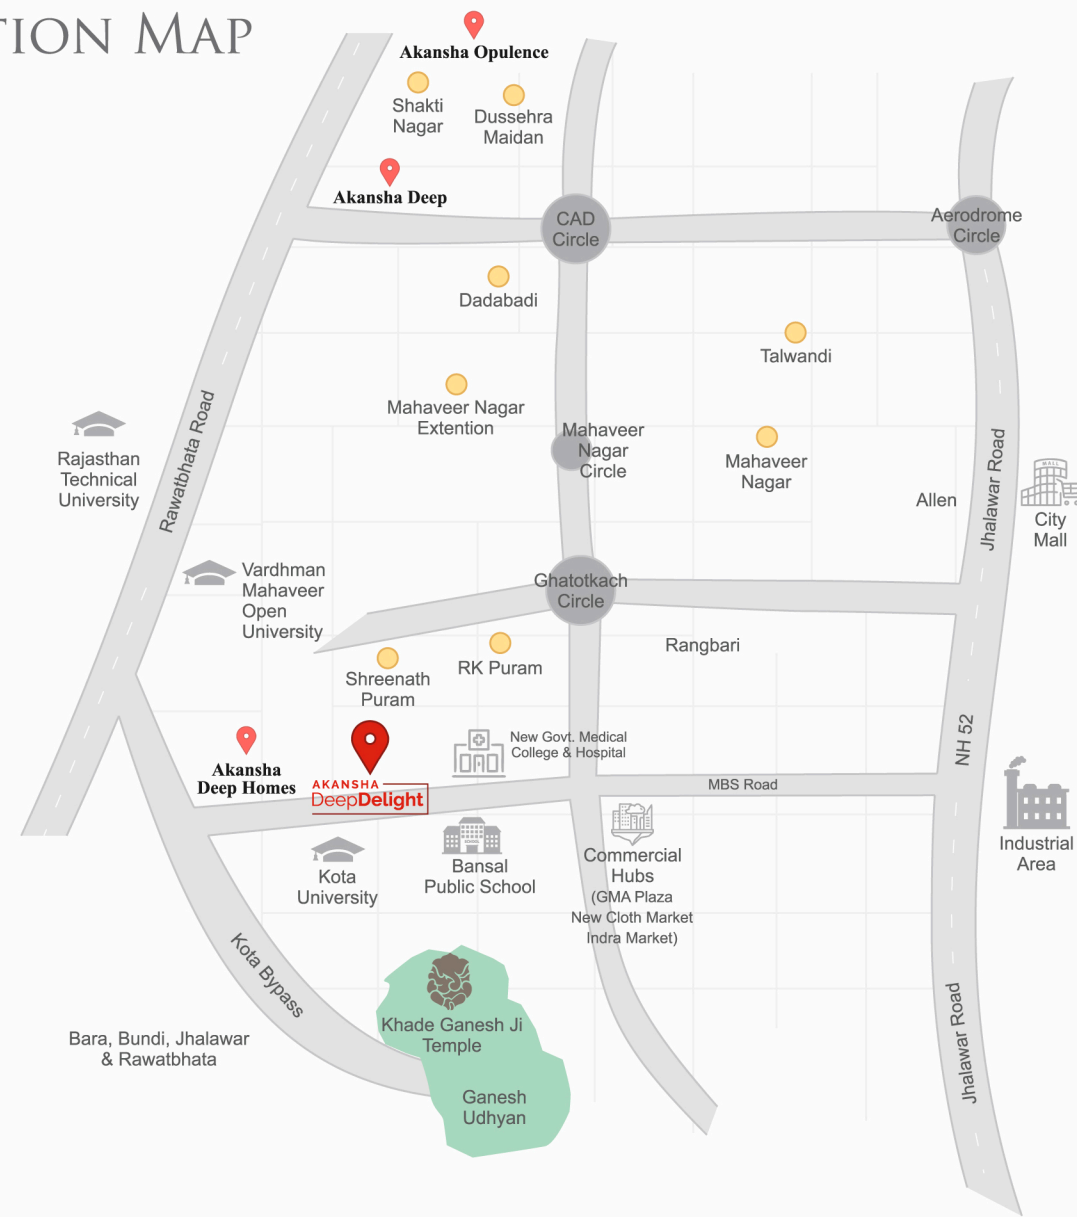 TION MAP
Akansha Opulence
Shakti
Nagar
Dussehra
Maidan
Akansha Deep
CAD
Circle
Aerodrome
Circle
Dadabadi
Talwandi
Mahaveer Nagar
Extention
Mahaveer
Nagar
Circle
Mahaveer
Nagar
Rawatbhata Road
Rajasthan
Technical
University
Allen
Jhalawar Road
MALL
City
Mall
Vardhman
Mahaveer
Open
University
Ghatotkach
Circle
Rangbari
RK Puram
Shreenath
Puram
NH 52
New Govt. Medical
College & Hospital
Akansha
Deep Homes
AKANSHA
DeepDelight
MBS Road
SCHOOL
Kota
University
Bansal
Public School
Commercial
Hubs
(GMA Plaza
New Cloth Market
Indra Market)
Industrial
Area
Kota Bypass
Khade Ganesh Ji
Temple
Bara, Bundi, Jhalawar
& Rawatbhata
Ganesh
Udhyan
Jhalawar Road